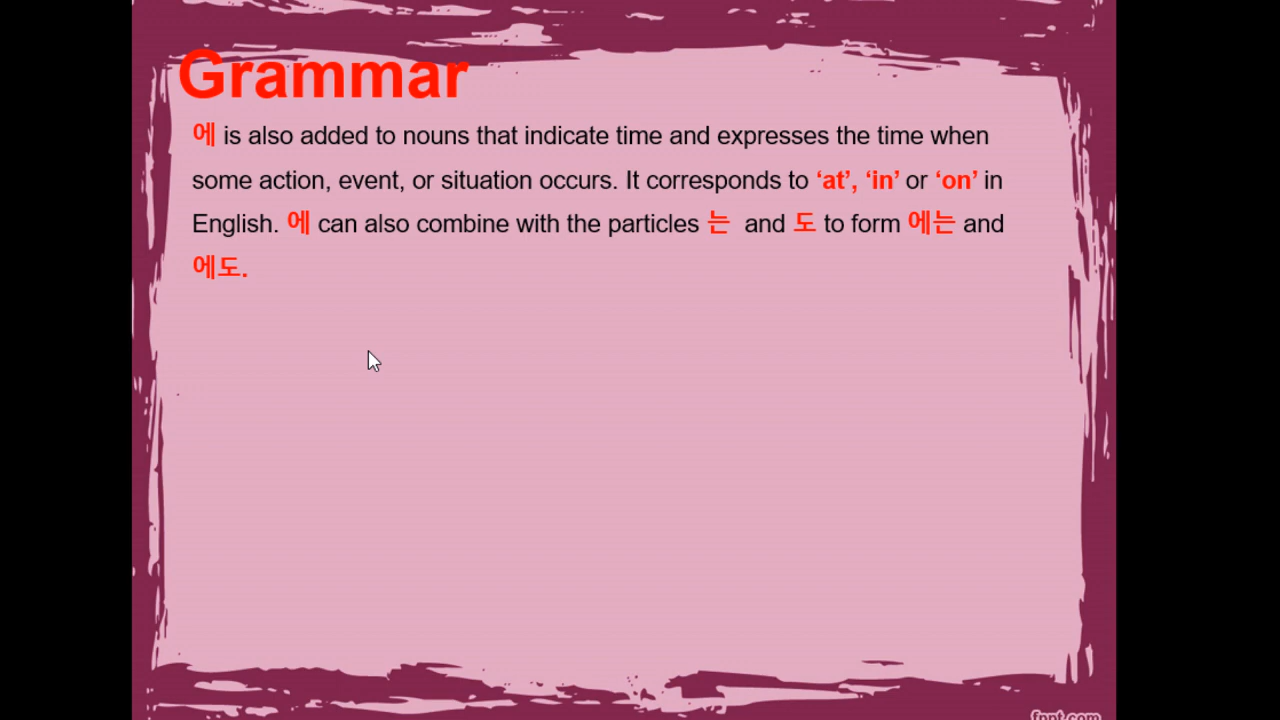 Grammar
에 is also added to nouns that indicate time and expresses the time when
some action, event, or situation occurs. It corresponds to ‘at’, ‘in’ or ‘on’ in
English. 에 can also combine with the particles 는 and 도 to form 에는 and
에도.
fppt.com